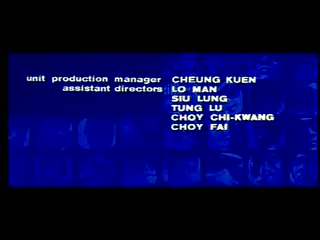 unit production manager CHEUNG KUEN
assistant directors LO MAN
SIU LUNG
TUNG LU
CHOY CHI-KWANG
CHOY FAI